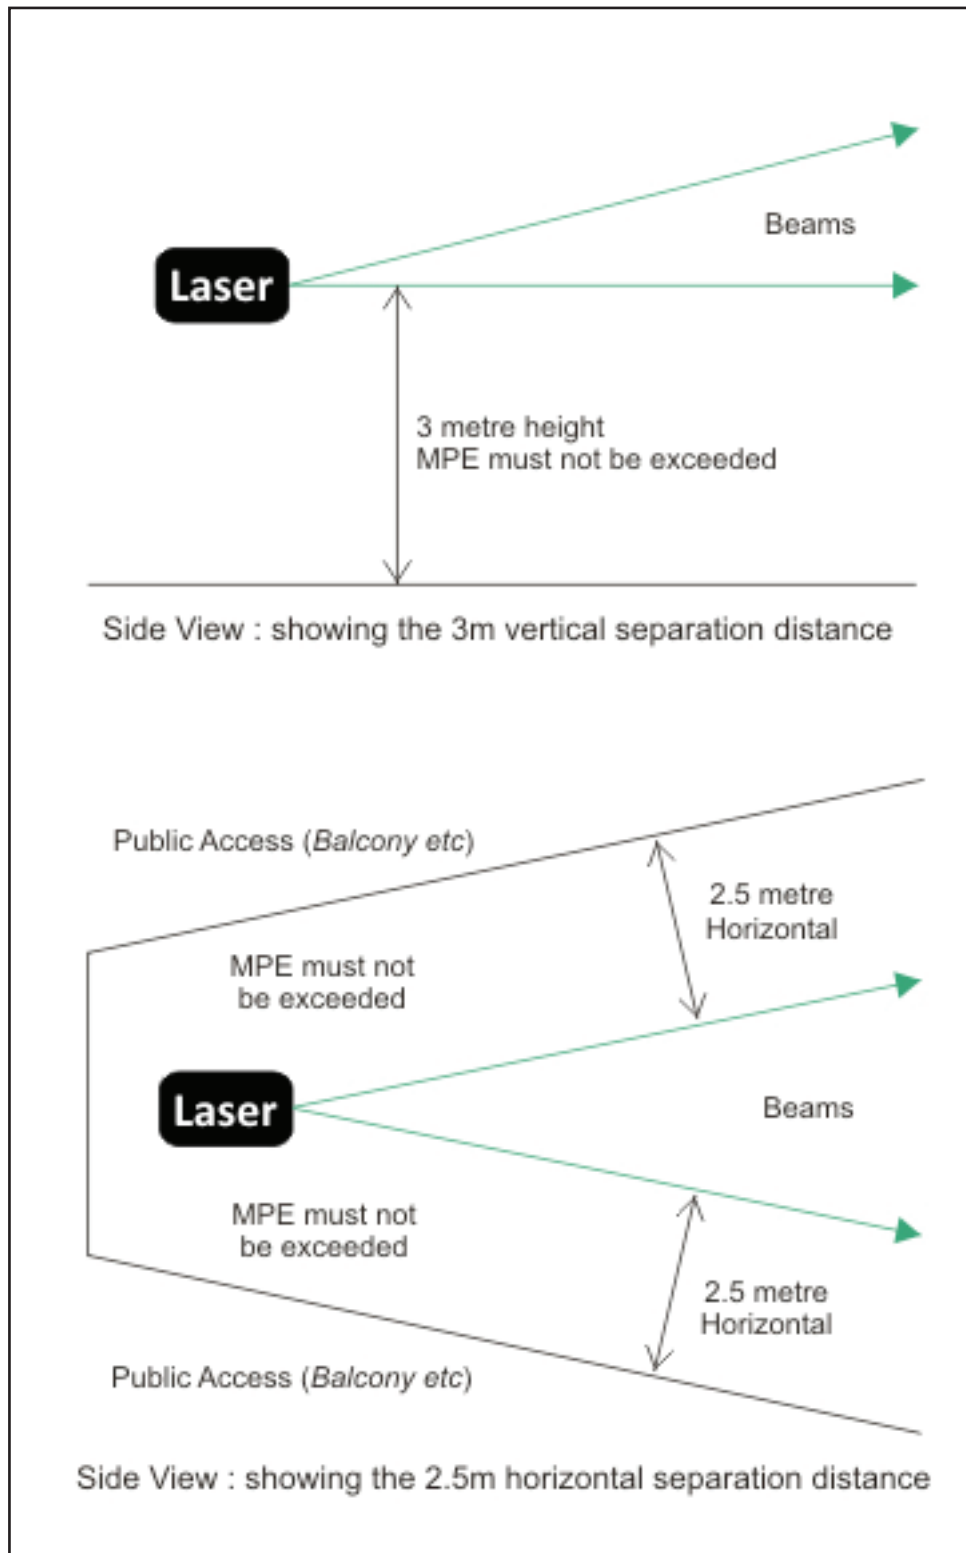 Beams
Laser
3 metre height
MPE must not be exceeded
Side View : showing the 3m vertical separation distance
Public Access (Balcony etc)
2.5 metre
Horizontal
MPE must not
be exceeded
Laser
Beams
MPE must not
be exceeded
2.5 metre
Horizontal
Public Access (Balcony etc)
Side View : showing the 2.5m horizontal separation distance